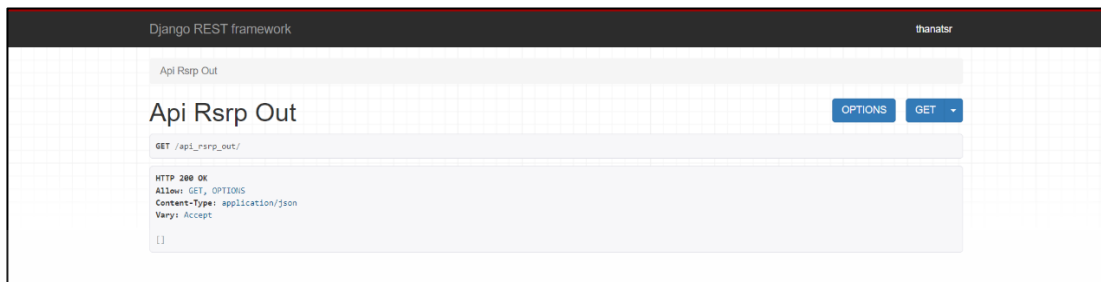 Django REST framework
thanatsr
Api Rsrp Out
Api Rsrp Out
OPTIONS
GET
GET /api_rsrp_out/
HTTP 200 OK
Allow: GET, OPTIONS
Content-Type: application/json
Vary: Accept
[]